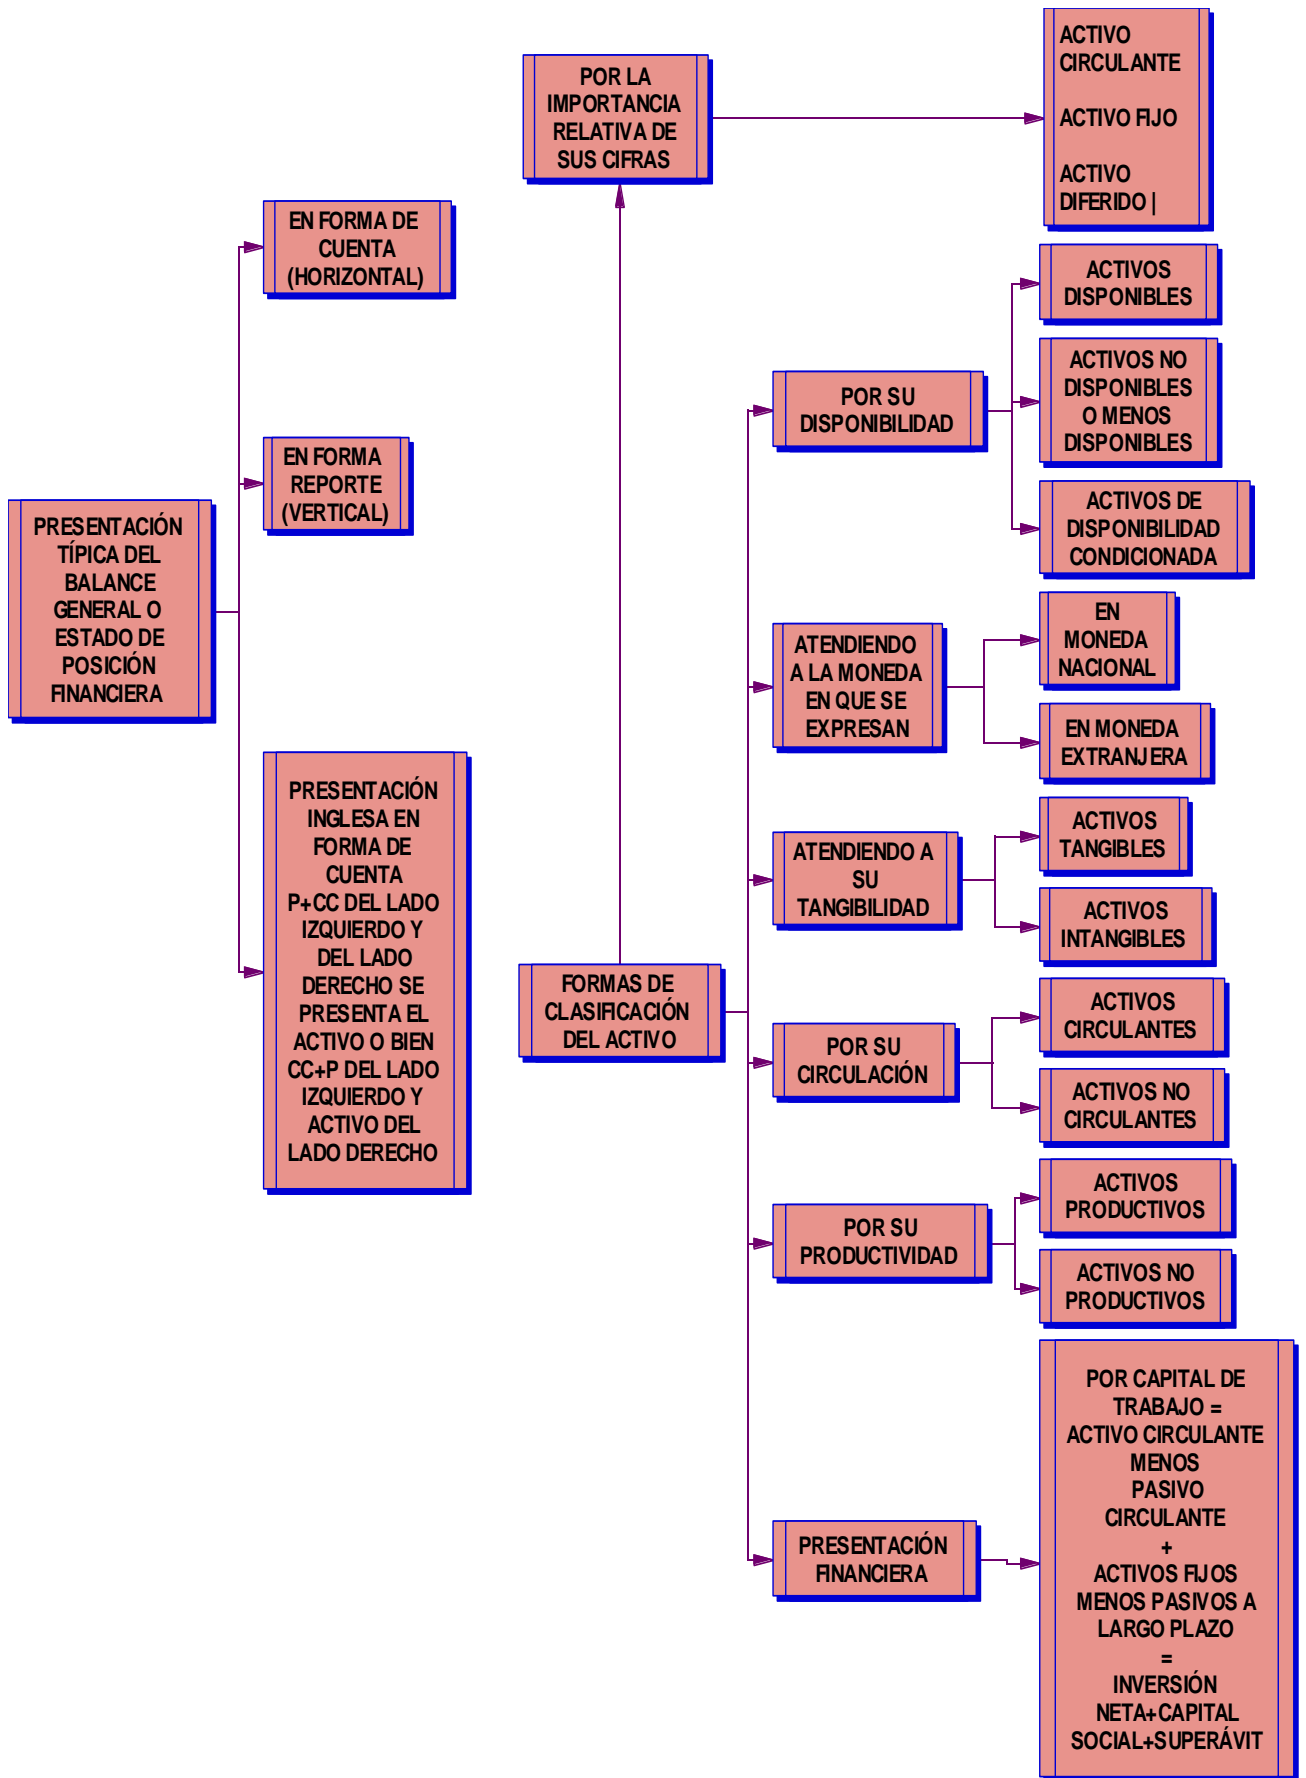 PRESENTACIÓN
TÍPICA DEL
BALANCE
GENERAL O
ESTADO DE
POSICIÓN
FINANCIERA
EN FORMA DE
CUENTA
(HORIZONTAL)
EN FORMA
REPORTE
(VERTICAL)
PRESENTACIÓN
INGLESA EN
FORMA DE
CUENTA
P+CC DEL LADO
IZQUIERDO Y
DEL LADO
DERECHO SE
PRESENTA EL
ACTIVO O BIEN
CC+P DEL LADO
IZQUIERDO Y
ACTIVO DEL
LADO DERECHO
FORMAS DE
CLASIFICACIÓN
DEL ACTIVO
POR LA
IMPORTANCIA
RELATIVA DE
SUS CIFRAS
ACTIVO
CIRCULANTE
ACTIVO FIJO
ACTIVO
DIFERIDO |
POR SU
DISPONIBILIDAD
ACTIVOS
DISPONIBLES
ACTIVOS NO
DISPONIBLES
O MENOS
DISPONIBLES
ACTIVOS DE
DISPONIBILIDAD
CONDICIONADA
ATENDIENDO
A LA MONEDA
EN QUE SE
EXPRESAN
EN
MONEDA
NACIONAL
EN MONEDA
EXTRANJERA
ATENDIENDO A
SU
TANGIBILIDAD
ACTIVOS
TANGIBLES
ACTIVOS
INTANGIBLES
POR SU
CIRCULACIÓN
ACTIVOS
CIRCULANTES
ACTIVOS NO
CIRCULANTES
POR SU
PRODUCTIVIDAD
ACTIVOS
PRODUCTIVOS
ACTIVOS NO
PRODUCTIVOS
PRESENTACIÓN
FINANCIERA
POR CAPITAL DE
TRABAJO =
ACTIVO CIRCULANTE
MENOS
PASIVO
CIRCULANTE
+
ACTIVOS FIJOS
MENOS PASIVOS A
LARGO PLAZO
=
INVERSIÓN
NETA+CAPITAL
SOCIAL+SUPERÁVIT